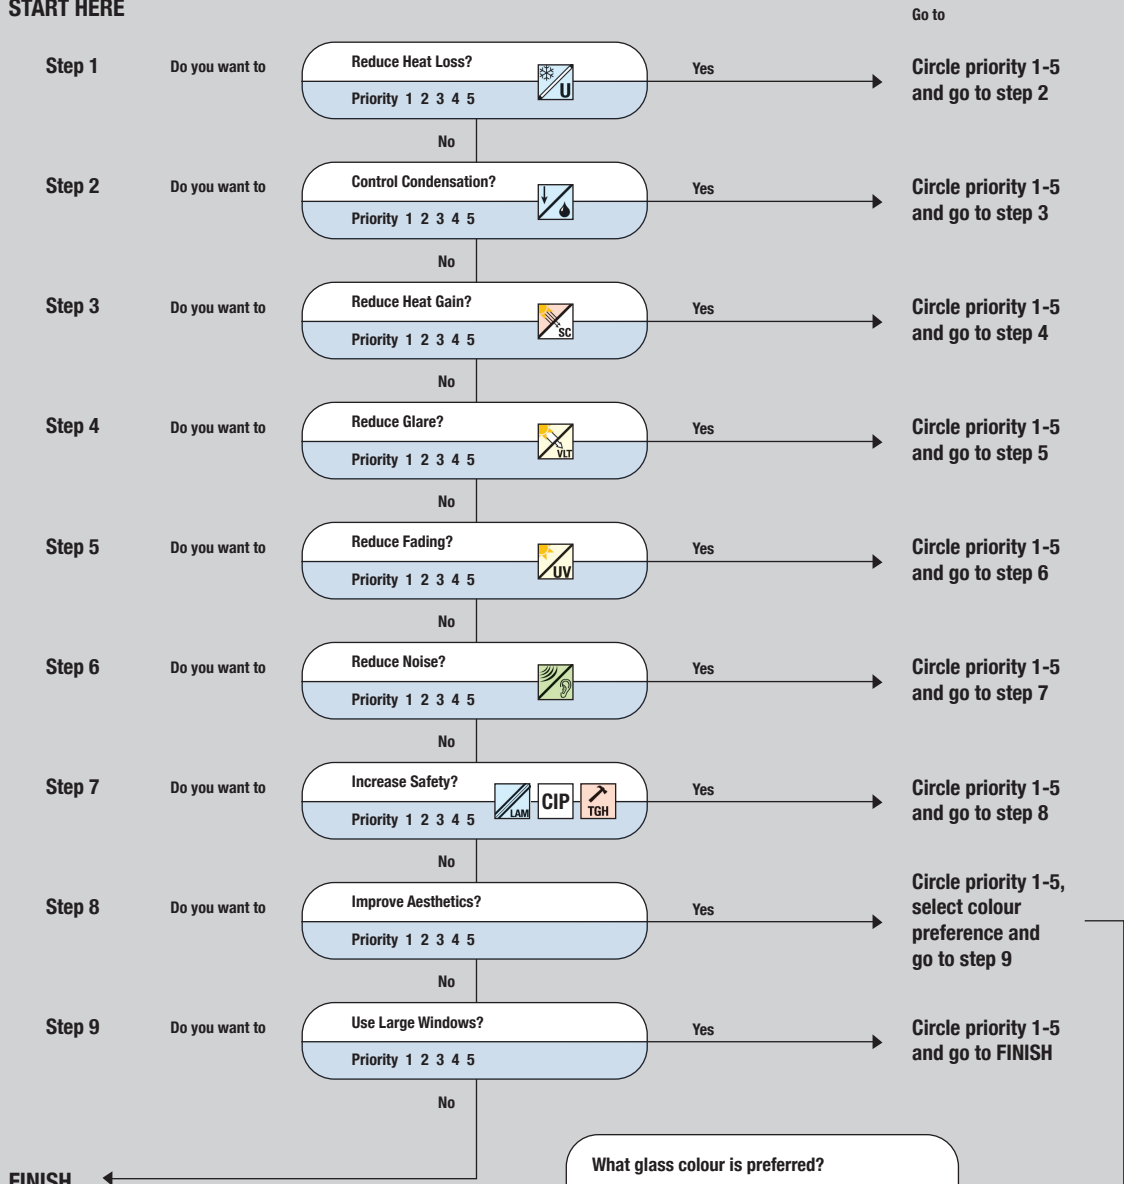 START HERE
Go to
Step 1
Do you want to
Reduce Heat Loss?
Priority 1 2 3 4 5
U
Yes
Circle priority 1-5
and go to step 2
No
Step 2
Do you want to
Control Condensation?
Priority 1 2 3 4 5
Yes
Circle priority 1-5
and go to step 3
No
Step 3
Do you want to
Reduce Heat Gain?
Priority 1 2 3 4 5
SC
Yes
Circle priority 1-5
and go to step 4
No
Step 4
Do you want to
Reduce Glare?
Priority 1 2 3 4 5
VLT
Yes
Circle priority 1-5
and go to step 5
No
Step 5
Do you want to
Reduce Fading?
Priority 1 2 3 4 5
UV
Yes
Circle priority 1-5
and go to step 6
No
Step 6
Do you want to
Reduce Noise?
Priority 1 2 3 4 5
Yes
Circle priority 1-5
and go to step 7
No
Step 7
Do you want to
Increase Safety?
Priority 1 2 3 4 5
LAM
CIP
TGH
Yes
Circle priority 1-5
and go to step 8
No
Step 8
Do you want to
Improve Aesthetics?
Priority 1 2 3 4 5
Yes
Circle priority 1-5,
select colour
preference and
go to step 9
No
Step 9
Do you want to
Use Large Windows?
Priority 1 2 3 4 5
Yes
Circle priority 1-5
and go to FINISH
No
What glass colour is preferred?
FINISH